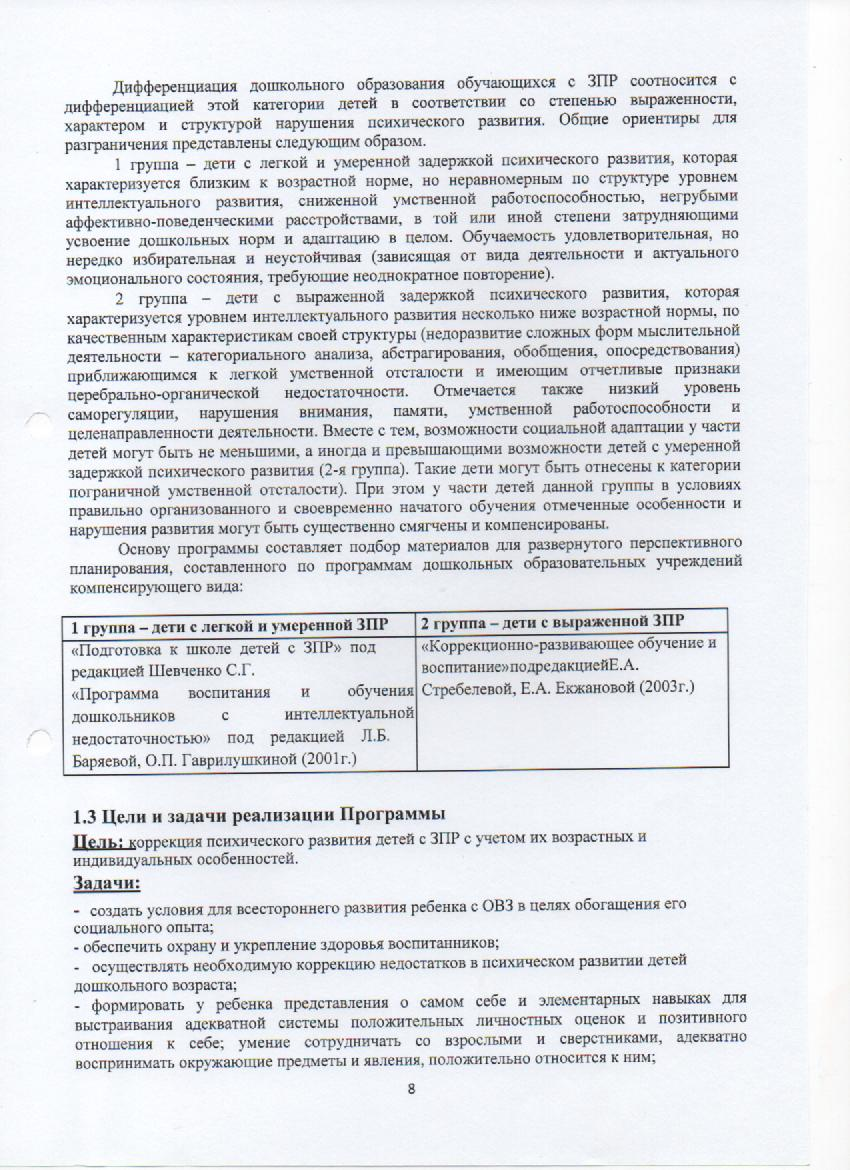 Дифференциация дошкольного образования обучающихся с ЗПР соотносится с
дифференциацией этой категории детей в соответствии со степенью выраженности,
характером и структурой нарушения психического развития. Общие ориентиры для
разграничения представлены следующим образом.
1 группа – дети с легкой и умеренной задержкой психического развития, которая
характеризуется близким к возрастной норме, но неравномерным по структуре уровнем
интеллектуального развития, сниженной умственной работоспособностью, негрубыми
аффективно-поведенческими расстройствами, в той или иной степени затрудняющими
усвоение дошкольных норм и адаптацию в целом. Обучаемость удовлетворительная, но
нередко избирательная и неустойчивая (зависящая от вида деятельности и актуального
эмоционального состояния, требующие неоднократное повторение).
2 группа – дети с выраженной задержкой психического развития, которая
характеризуется уровнем интеллектуального развития несколько ниже возрастной нормы, по
качественным характеристикам своей структуры (недоразвитие сложных форм мыслительной
деятельности – категориального анализа, абстрагирования, обобщения, опосредствования)
приближающимся к легкой умственной отсталости и имеющим отчетливые признаки
церебрально-органической недостаточности. Отмечается также низкий уровень
саморегуляции, нарушения внимания, памяти, умственной работоспособности и
целенаправленности деятельности. Вместе с тем, возможности социальной адаптации у части
детей могут быть не меньшими, а иногда и превышающими возможности детей с умеренной
задержкой психического развития (2-я группа). Такие дети могут быть отнесены к категории
пограничной умственной отсталости). При этом у части детей данной группы в условиях
правильно организованного и своевременно начатого обучения отмеченные особенности и
нарушения развития могут быть существенно смягчены и компенсированы.
Основу программы составляет подбор материалов для развернутого перспективного
планирования, составленного по программам дошкольных образовательных учреждений
компенсирующего вида:
1 группа – дети с легкой и умеренной ЗПР
2 группа – дети с выраженной ЗПР
«Подготовка к школе детей с ЗПР» под
редакцией Шевченко С.Г.
«Программа воспитания и обучения
дошкольников с интеллектуальной
недостаточностью» под редакцией Л.Б.
Баряевой, О.П. Гаврилушкиной (2001г.)
«Коррекционно-развивающее обучение и
воспитание»подредакциейЕ.А.
Стребелевой, Е.А. Екжановой (2003г.)
1.3 Цели и задачи реализации Программы
Цель: коррекция психического развития детей с ЗПР с учетом их возрастных и
индивидуальных особенностей.
Задачи:
- создать условия для всестороннего развития ребенка с ОВЗ в целях обогащения его
социального опыта;
- обеспечить охрану и укрепление здоровья воспитанников;
- осуществлять необходимую коррекцию недостатков в психическом развитии детей
дошкольного возраста;
- формировать у ребенка представления о самом себе и элементарных навыках для
выстраивания адекватной системы положительных личностных оценок и позитивного
отношения к себе; умение сотрудничать со взрослыми и сверстниками, адекватно
воспринимать окружающие предметы и явления, положительно относится к ним;
8